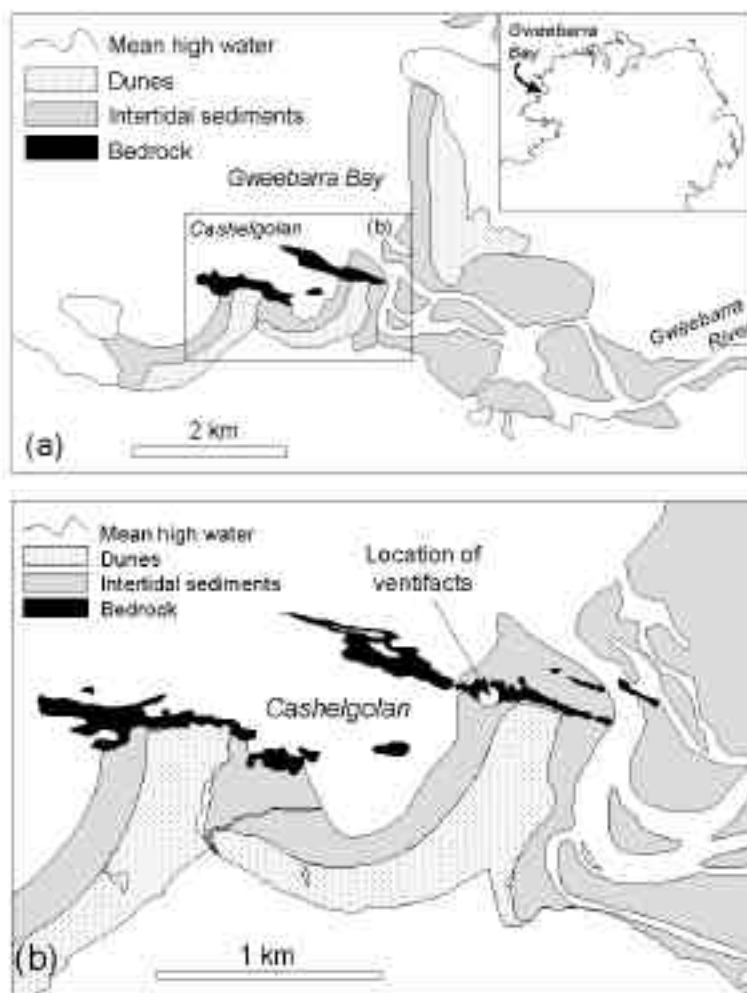 Mean high water
Dunes
Intertidal sediments
Bedrock
Gweebarra
Bay
Gweebarra Bay
Cashelgolan
(b)
Gweebarra
River
(a)
2 km
Mean high water
Dunes
Intertidal sediments
Bedrock
Location of
ventifacts
Cashelgolan
(b)
1 km